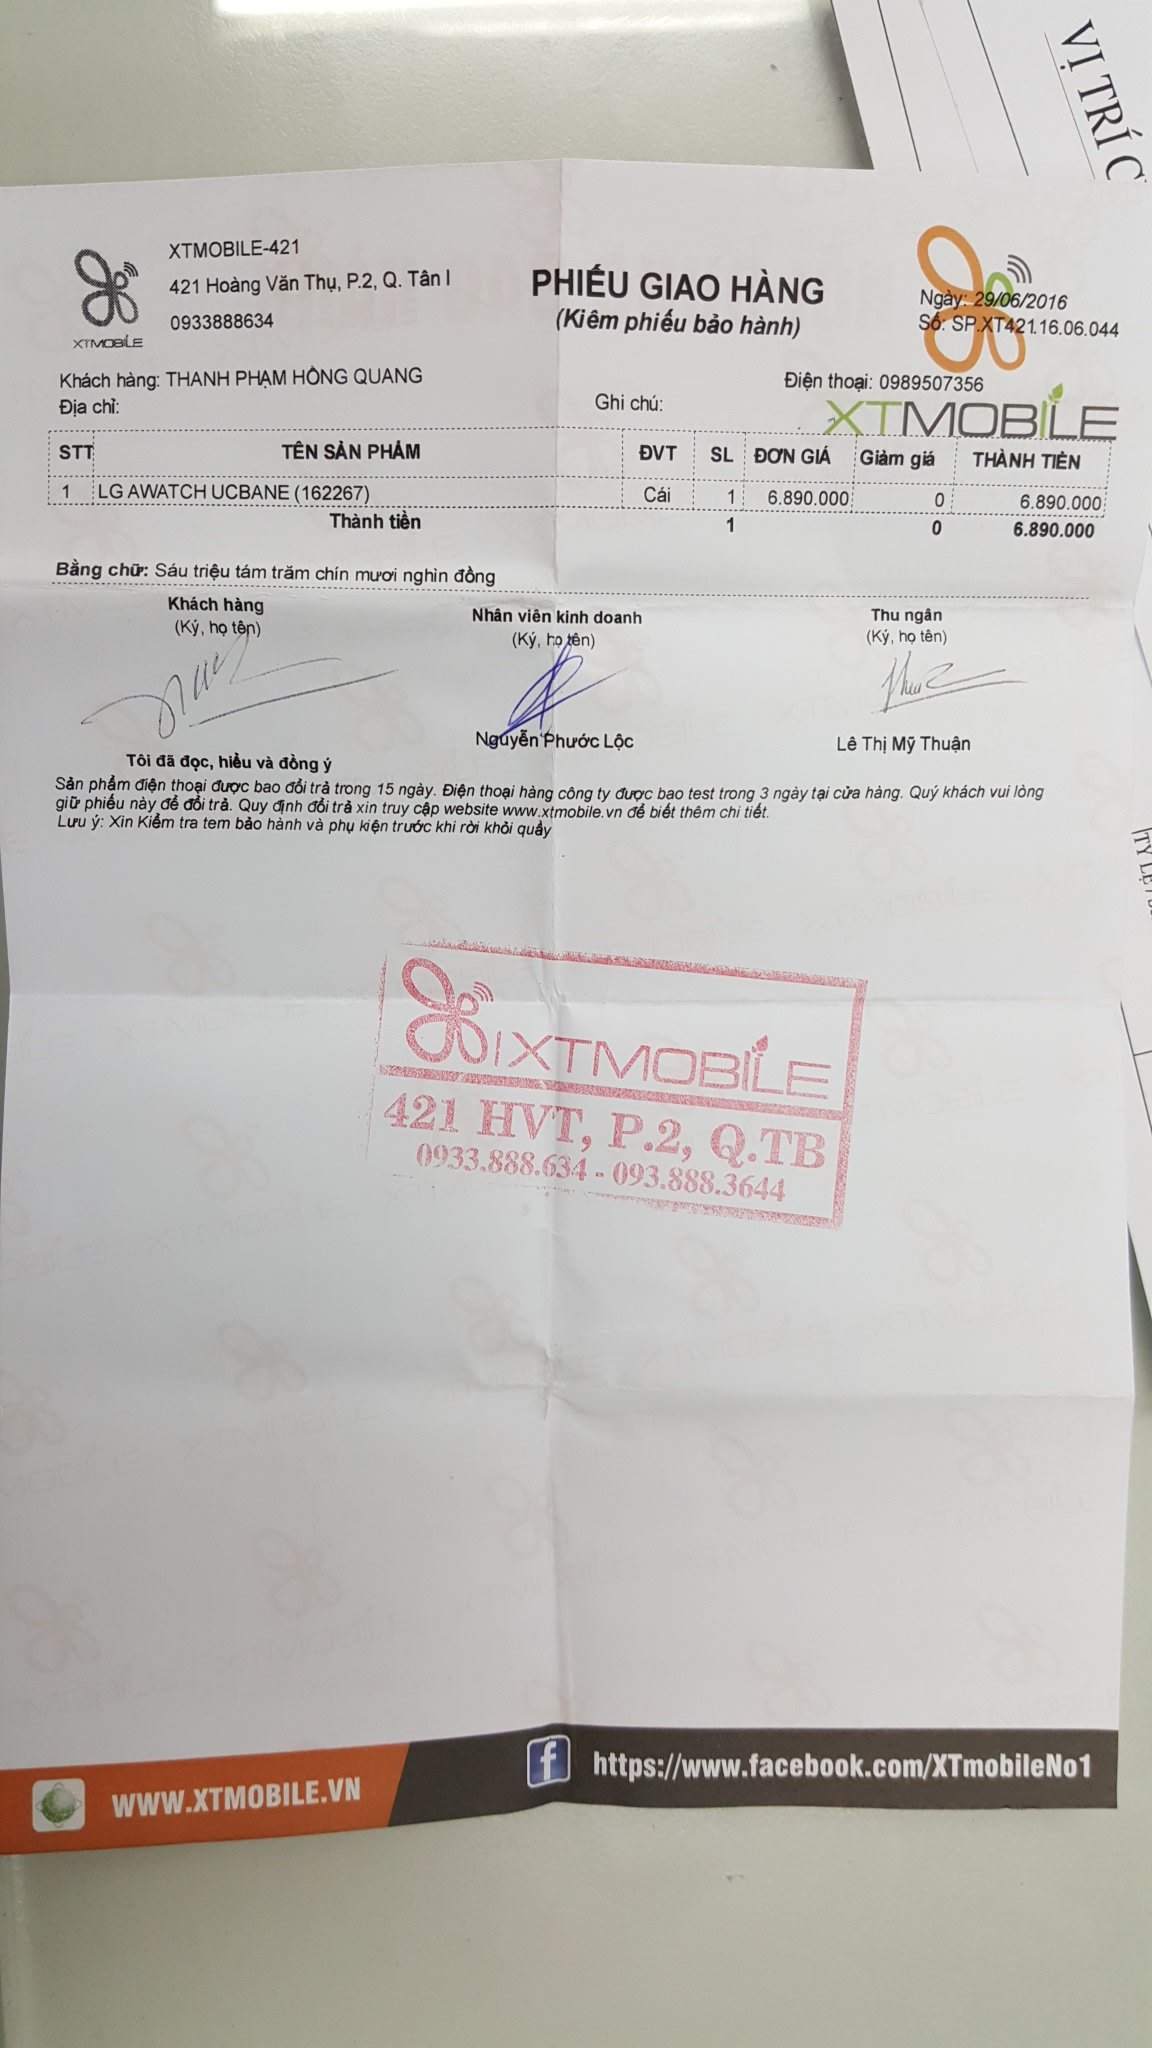 VỊ TRÍ C
XTMOBILE-421
421 Hoàng Văn Thụ, P.2, Q. Tân I
0933888634
XTMOBILE
PHIẾU GIAO HÀNG
(Kiêm phiếu bảo hành)
Ngày: 29/06/2016
Số: SP.XT421.16.06.044
Khách hàng: THANH PHẠM HỒNG QUANG
Điện thoại: 0989507356
Địa chỉ:
Ghi chú:
XTMOBILE
STT TÊN SẢN PHẨM ĐVT SL ĐƠN GIÁ Giảm giá THÀNH TIỀN
1 LG AWATCH UCBANE (162267) Cái 1 6.890.000 0 6.890.000
Thành tiền 1 0 6.890.000
Bằng chữ: Sáu triệu tám trăm chín mươi nghìn đồng
Khách hàng Nhân viên kinh doanh Thu ngân
(Ký, họ tên) (Ký, họ tên) (Ký, họ tên)
Nguyễn Phước Lộc Lê Thị Mỹ Thuận
Tôi đã đọc, hiểu và đồng ý
Sản phẩm điện thoại được bao đổi trả trong 15 ngày. Điện thoại hàng công ty được bao test trong 3 ngày tại cửa hàng. Quý khách vui lòng
giữ phiếu này để đổi trả. Quy định đổi trả xin truy cập website www.xtmobile.vn để biết thêm chi tiết.
Lưu ý: Xin Kiểm tra tem bảo hành và phụ kiện trước khi rời khỏi quầy
XTMOBILE
421 HVT, P.2, Q.TB
0933.888.634 - 093.888.3644
WWW.XTMOBILE.VN
https://www.facebook.com/XTmobileNo1